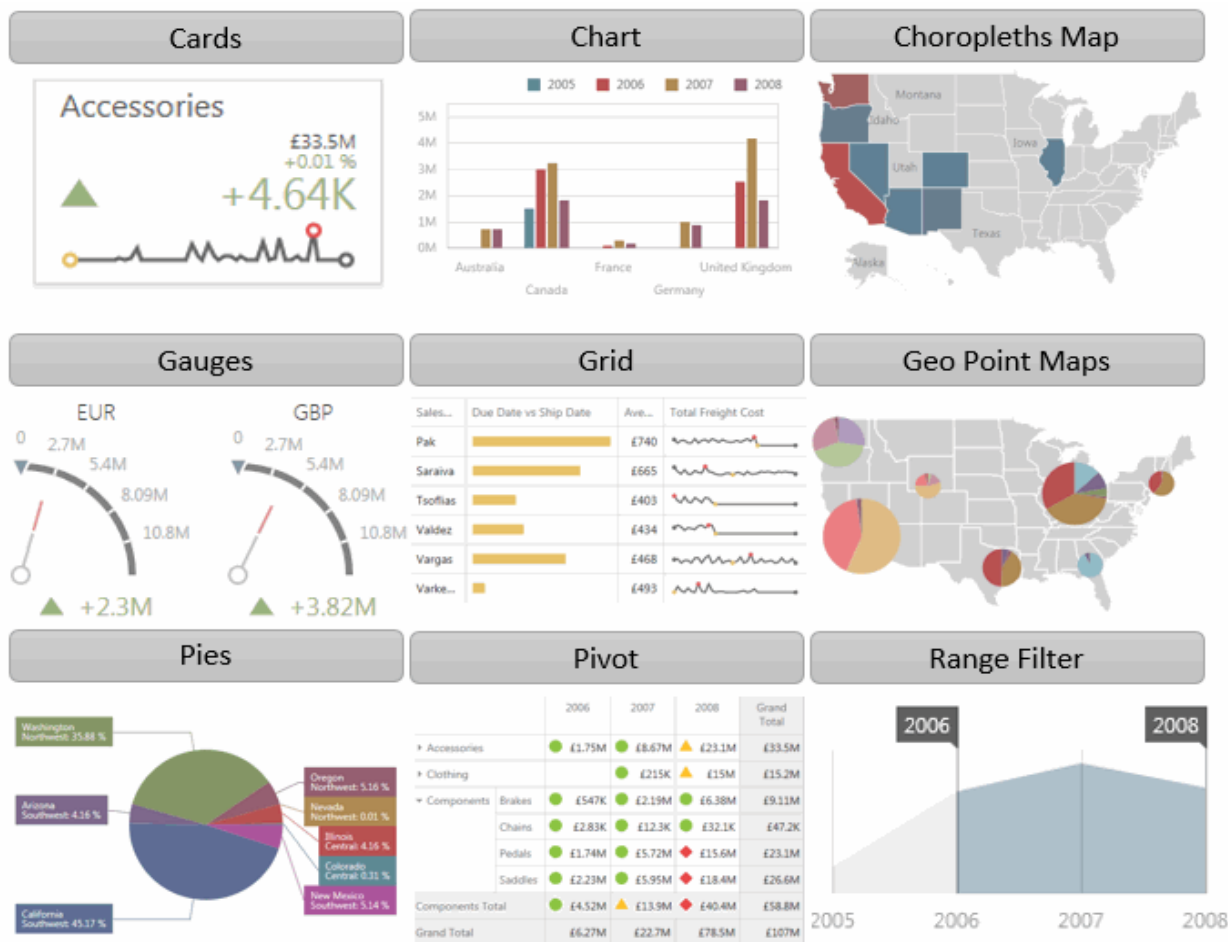 Cards
Chart
Choropleths Map
Accessories
£33.5M
+0.01 %
+4.64K
2005 2006 2007 2008
5M
4M
3M
2M
1M
0M
Australia France United Kingdom
Canada Germany
Montana
Idaho
Iowa
Utah
Texas
Alaska
Gauges
Grid
Geo Point Maps
EUR
0
2.7M
5.4M
8.09M
10.8M
+2.3M
GBP
0
2.7M
5.4M
8.09M
10.8M
+3.82M
Sales... Due Date vs Ship Date Ave... Total Freight Cost
Pak £740
Saraiva £665
Tsoflias £403
Valdez £434
Vargas £468
Varke... £493
Pies
Pivot
Range Filter
Washington
Northwest: 35.88 %
Arizona
Southwest: 4.16 %
California
Southwest: 45.17 %
Oregon
Northwest: 5.16 %
Nevada
Northwest: 0.01 %
Illinois
Central: 4.16 %
Colorado
Central: 0.31 %
New Mexico
Southwest: 5.14 %
2006 2007 2008 Grand
Total
Accessories £1.75M £8.67M £23.1M £33.5M
Clothing £215K £15M £15.2M
Components Brakes £547K £2.19M £6.38M £9.11M
Chains £2.83K £12.3K £32.1K £47.2K
Pedals £1.74M £5.72M £15.6M £23.1M
Saddles £2.23M £5.95M £18.4M £26.6M
Components Total £4.52M £13.9M £40.4M £58.8M
Grand Total £6.27M £22.7M £78.5M £107M
2006 2008
2005 2006 2007 2008